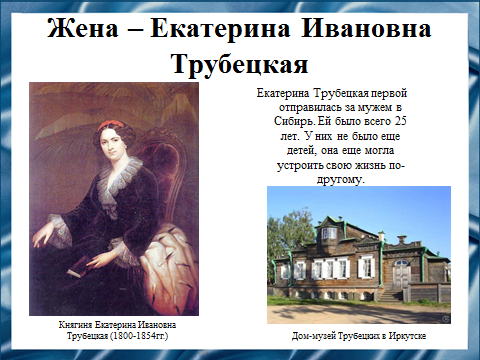 Жена – Екатерина Ивановна
Трубецкая
Екатерина Трубецкая первой
отправилась за мужем в
Сибирь. Ей было всего 25
лет. У них не было еще
детей, она еще могла
устроить свою жизнь по-
другому.
Княгиня Екатерина Ивановна
Трубецкая (1800-1854гг.)
Дом-музей Трубецких в Иркутске